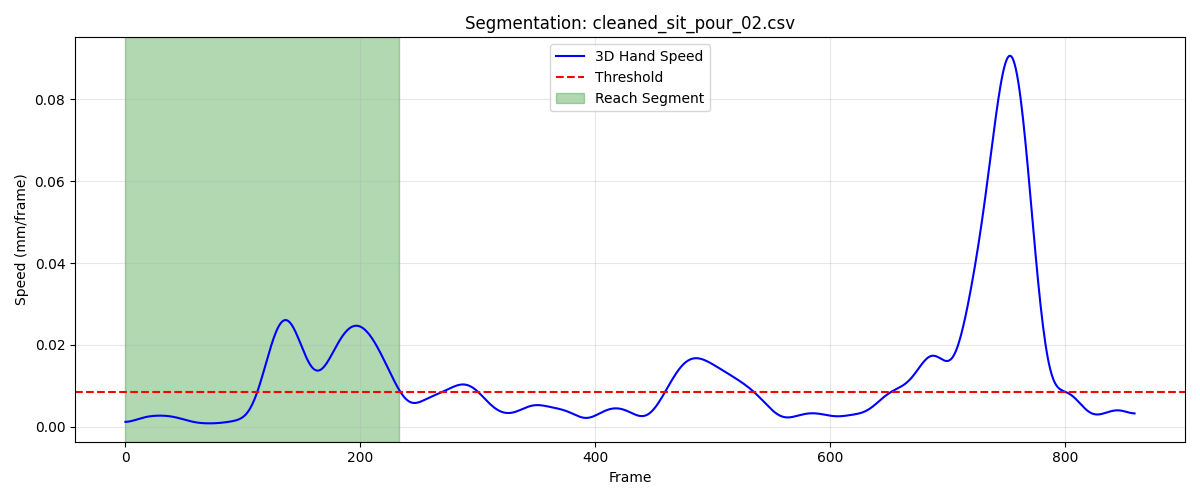 Segmentation: cleaned_sit_pour_02.csv
3D Hand Speed
Threshold
Reach Segment
Speed (mm/frame)
0.08
0.06
0.04
0.02
0.00
0 200 400 600 800
Frame